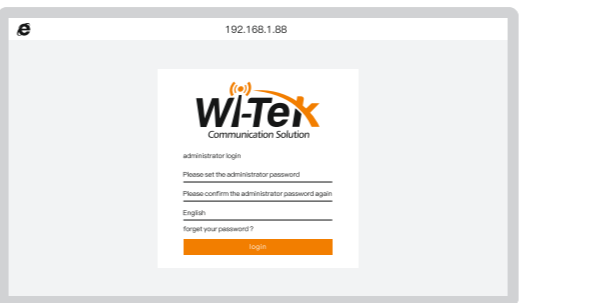 192.168.1.88
Wi-Tek
Communication Solution
administrator login
Please set the administrator password
Please confirm the administrator password again
English
forget your password ?
login